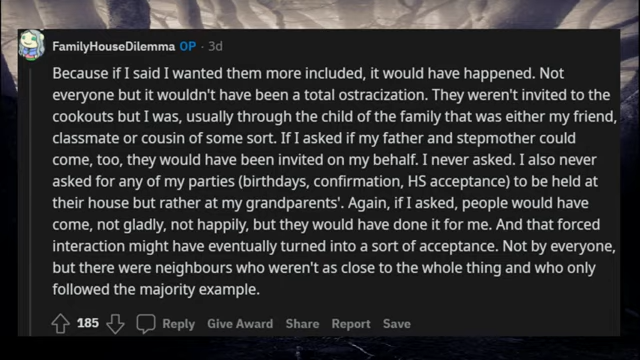 FamilyHouseDilemma OP · 3d
Because if I said I wanted them more included, it would have happened. Not
everyone but it wouldn't have been a total ostracization. They weren't invited to the
cookouts but I was, usually through the child of the family that was either my friend,
classmate or cousin of some sort. If I asked if my father and stepmother could
come, too, they would have been invited on my behalf. I never asked. I also never
asked for any of my parties (birthdays, confirmation, HS acceptance) to be held at
their house but rather at my grandparents'. Again, if I asked, people would have
come, not gladly, not happily, but they would have done it for me. And that forced
interaction might have eventually turned into a sort of acceptance. Not by everyone,
but there were neighbours who weren't as close to the whole thing and who only
followed the majority example.
185 Reply Give Award Share Report Save